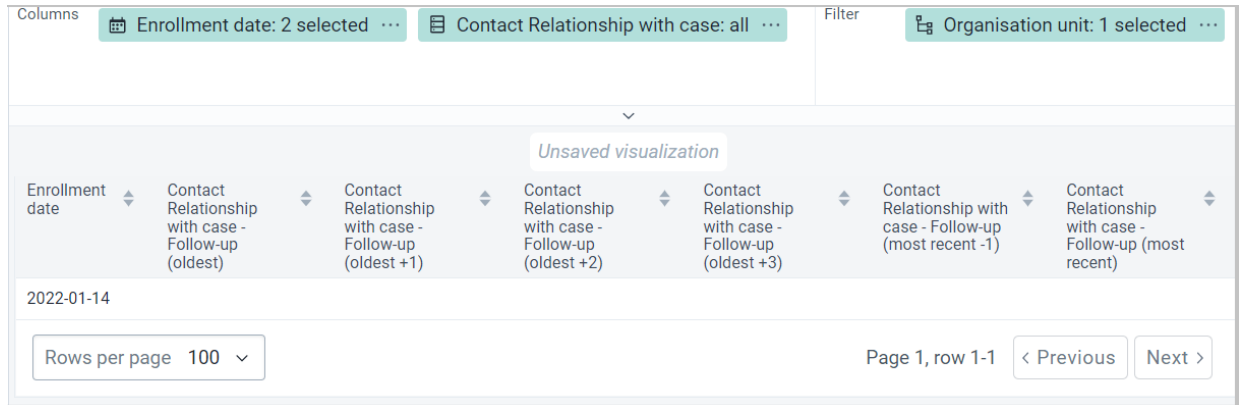 Columns
Enrollment date: 2 selected ···
Contact Relationship with case: all ···
Filter
Organisation unit: 1 selected ···
Unsaved visualization
Enrollment
date
Contact
Relationship
with case -
Follow-up
(oldest)
Contact
Relationship
with case -
Follow-up
(oldest +1)
Contact
Relationship
with case -
Follow-up
(oldest +2)
Contact
Relationship
with case -
Follow-up
(oldest +3)
Contact
Relationship with
case - Follow-up
(most recent -1)
Contact
Relationship
with case -
Follow-up (most
recent)
2022-01-14
Rows per page 100
Page 1, row 1-1
< Previous
Next >